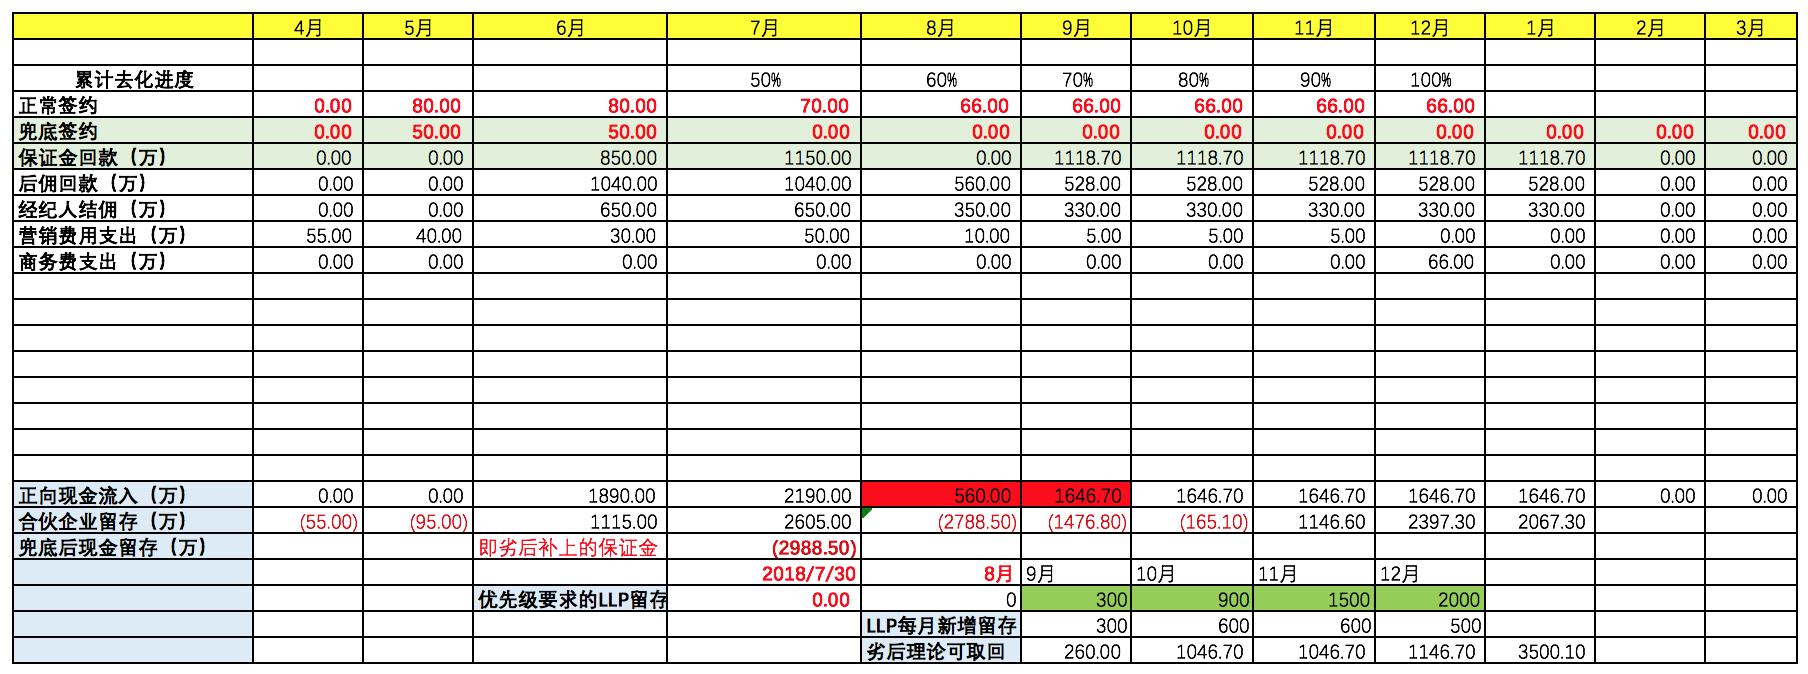 4月 5月 6月 7月 8月 9月 10月 11月 12月 1月 2月 3月
累计去化进度 50% 60% 70% 80% 90% 100%
正常签约 0.00 80.00 80.00 70.00 66.00 66.00 66.00 66.00 66.00
兜底签约 0.00 50.00 50.00 0.00 0.00 0.00 0.00 0.00 0.00 0.00 0.00 0.00
保证金回款（万） 0.00 0.00 850.00 1150.00 0.00 1118.70 1118.70 1118.70 1118.70 1118.70 0.00 0.00
后佣回款（万） 0.00 0.00 1040.00 1040.00 560.00 528.00 528.00 528.00 528.00 528.00 0.00 0.00
经纪人结佣（万） 0.00 0.00 650.00 650.00 350.00 330.00 330.00 330.00 330.00 330.00 0.00 0.00
营销费用支出（万） 55.00 40.00 30.00 50.00 10.00 5.00 5.00 5.00 0.00 0.00 0.00 0.00
商务费支出（万） 0.00 0.00 0.00 0.00 0.00 0.00 0.00 0.00 66.00 0.00 0.00 0.00
正向现金流入（万） 0.00 0.00 1890.00 2190.00 560.00 1646.70 1646.70 1646.70 1646.70 1646.70 0.00 0.00
合伙企业留存（万） (55.00) (95.00) 1115.00 2605.00 (2788.50) (1476.80) (165.10) 1146.60 2397.30 2067.30
兜底后现金留存（万） 即劣后补上的保证金 (2988.50)
2018/7/30 8月 9月 10月 11月 12月
优先级要求的LLP留存 0.00 0 300 900 1500 2000
LLP每月新增留存 300 600 600 500
劣后理论可取回 260.00 1046.70 1046.70 1146.70 3500.10